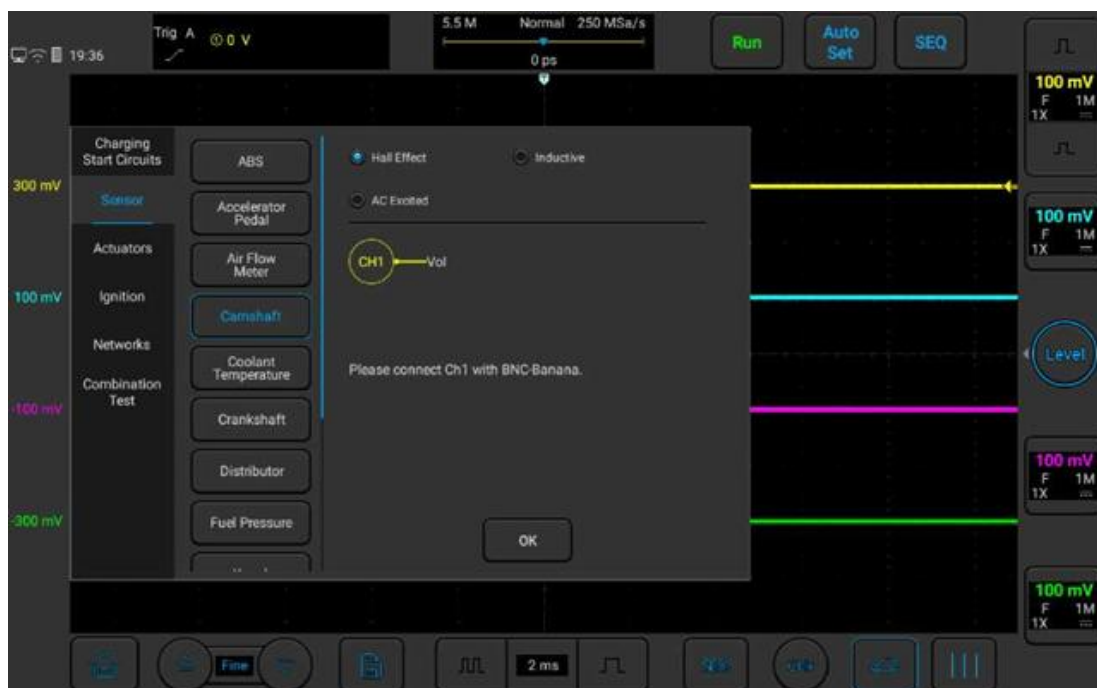 19:36
Trig A ① 0 V
5.5 M Normal 250 MSa/s
0 ps
Run
Auto
Set
SEQ
100 mV
F 1M
1X
300 mV
100 mV
-100 mV
-300 mV
Charging
Start Circuits
Sensor
Actuators
Ignition
Networks
Combination
Test
ABS
Accelerator
Pedal
Air Flow
Meter
Camshaft
Coolant
Temperature
Crankshaft
Distributor
Fuel Pressure
Hall Effect
Inductive
AC Excited
CH1 Vol
Please connect Ch1 with BNC-Banana.
OK
100 mV
F 1M
1X
Level
100 mV
F 1M
1X
100 mV
F 1M
1X
Fine
2 ms